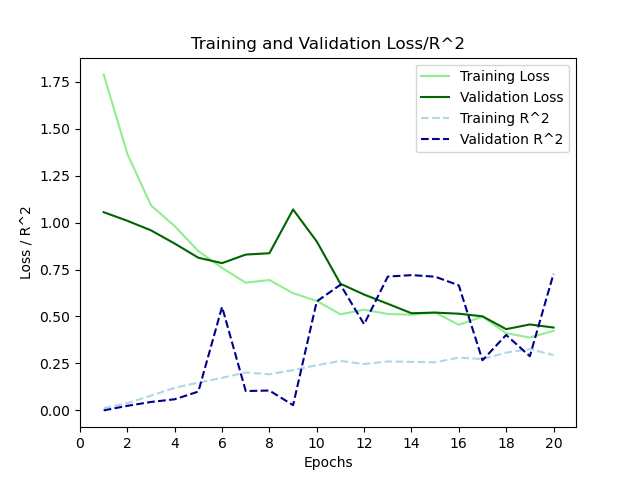 Training and Validation Loss/R^2
1.75
1.50
1.25
1.00
0.75
0.50
0.25
0.00
Loss / R^2
Training Loss
Validation Loss
Training R^2
Validation R^2
0 2 4 6 8 10 12 14 16 18 20
Epochs